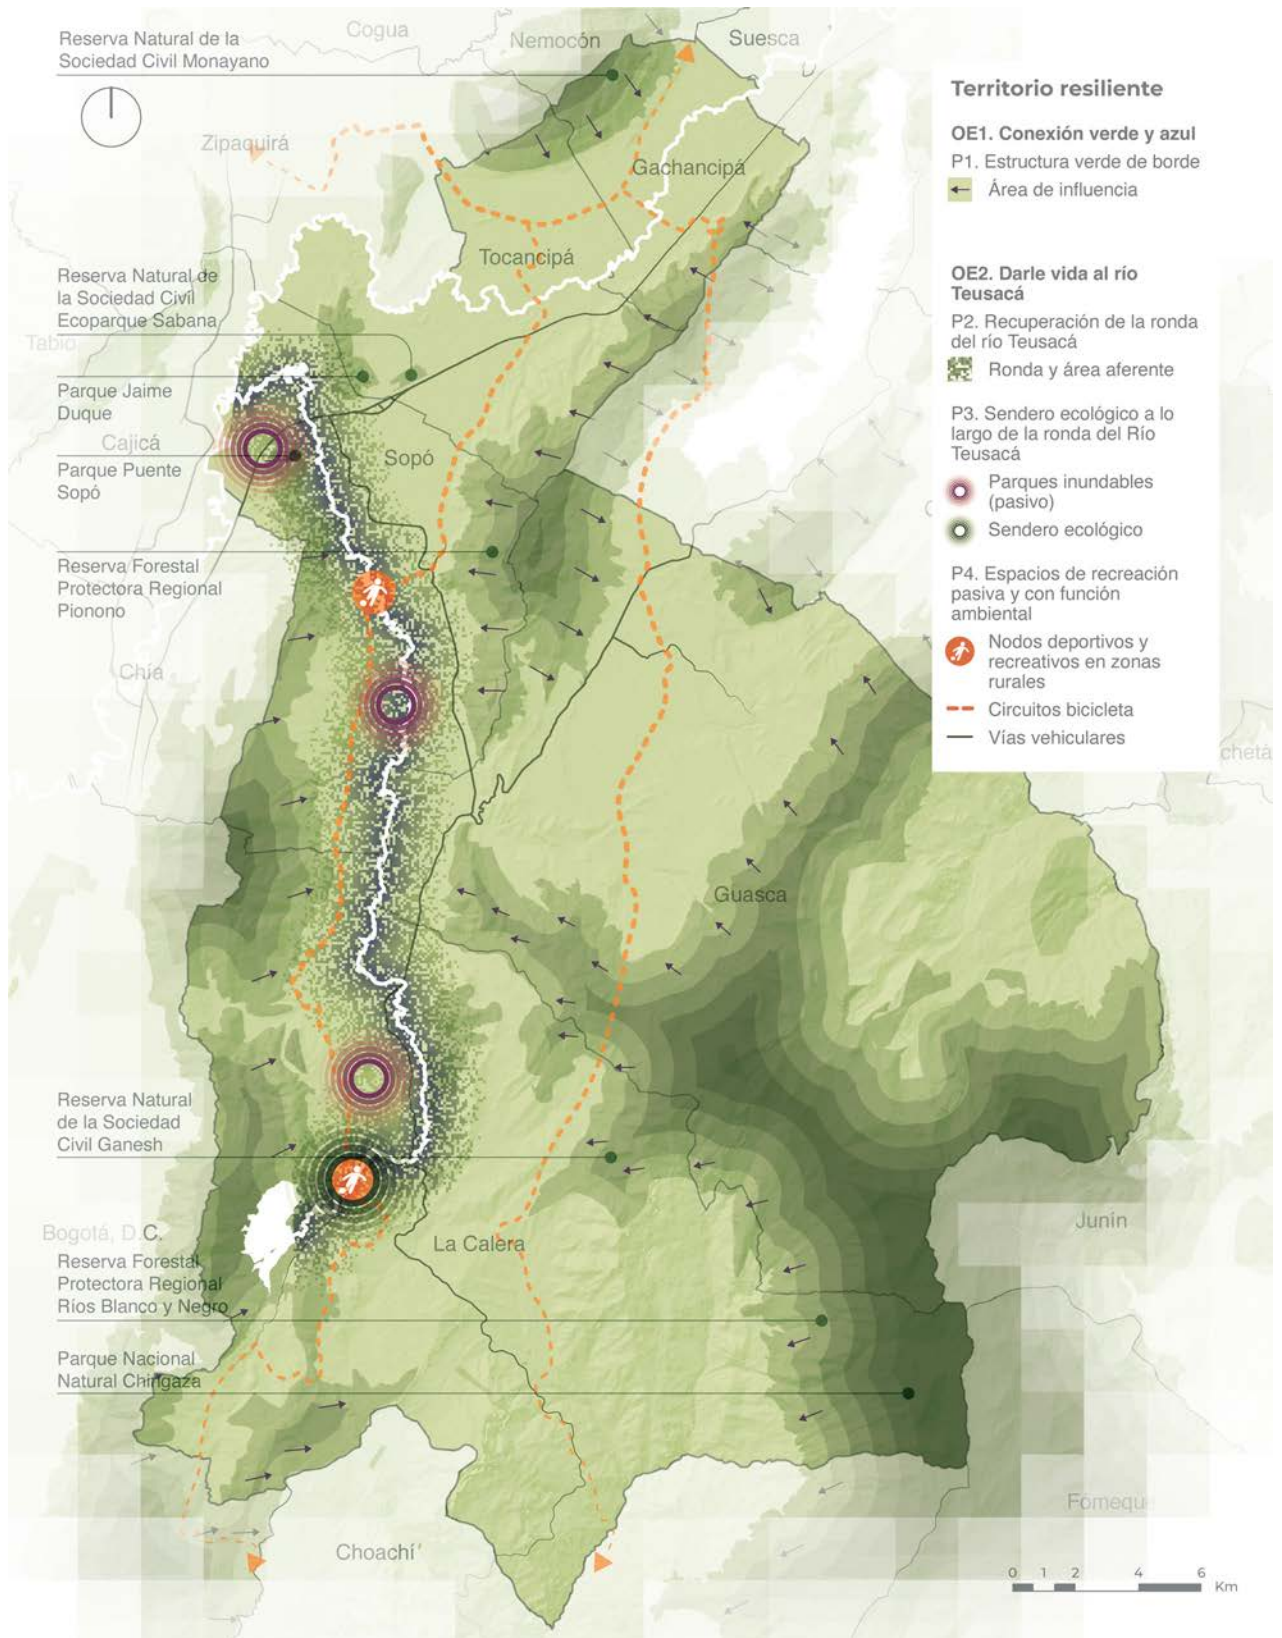 Reserva Natural de la
Sociedad Civil Monayano
Cogua
Nemocón
Suesca
Zipaquirá
Gachancipá
Tocancipá
Reserva Natural de
la Sociedad Civil
Ecoparque Sabana
Tabio
Parque Jaime
Duque
Cajicá
Parque Puente
Sopó
Sopó
Reserva Forestal
Protectora Regional
Pionono
Chía
Guasca
Reserva Natural
de la Sociedad
Civil Ganesh
Bogotá, D.C.
La Calera
Junín
Reserva Forestal
Protectora Regional
Ríos Blanco y Negro
Parque Nacional
Natural Chingaza
Choachí
Fómequ
Territorio resiliente
OE1. Conexión verde y azul
P1. Estructura verde de borde
Área de influencia
OE2. Darle vida al río
Teusacá
P2. Recuperación de la ronda
del río Teusacá
Ronda y área aferente
P3. Sendero ecológico a lo
largo de la ronda del Río
Teusacá
Parques inundables
(pasivo)
Sendero ecológico
P4. Espacios de recreación
pasiva y con función
ambiental
Nodos deportivos y
recreativos en zonas
rurales
Circuitos bicicleta
Vías vehiculares
chetá
0 1 2 4 6
Km